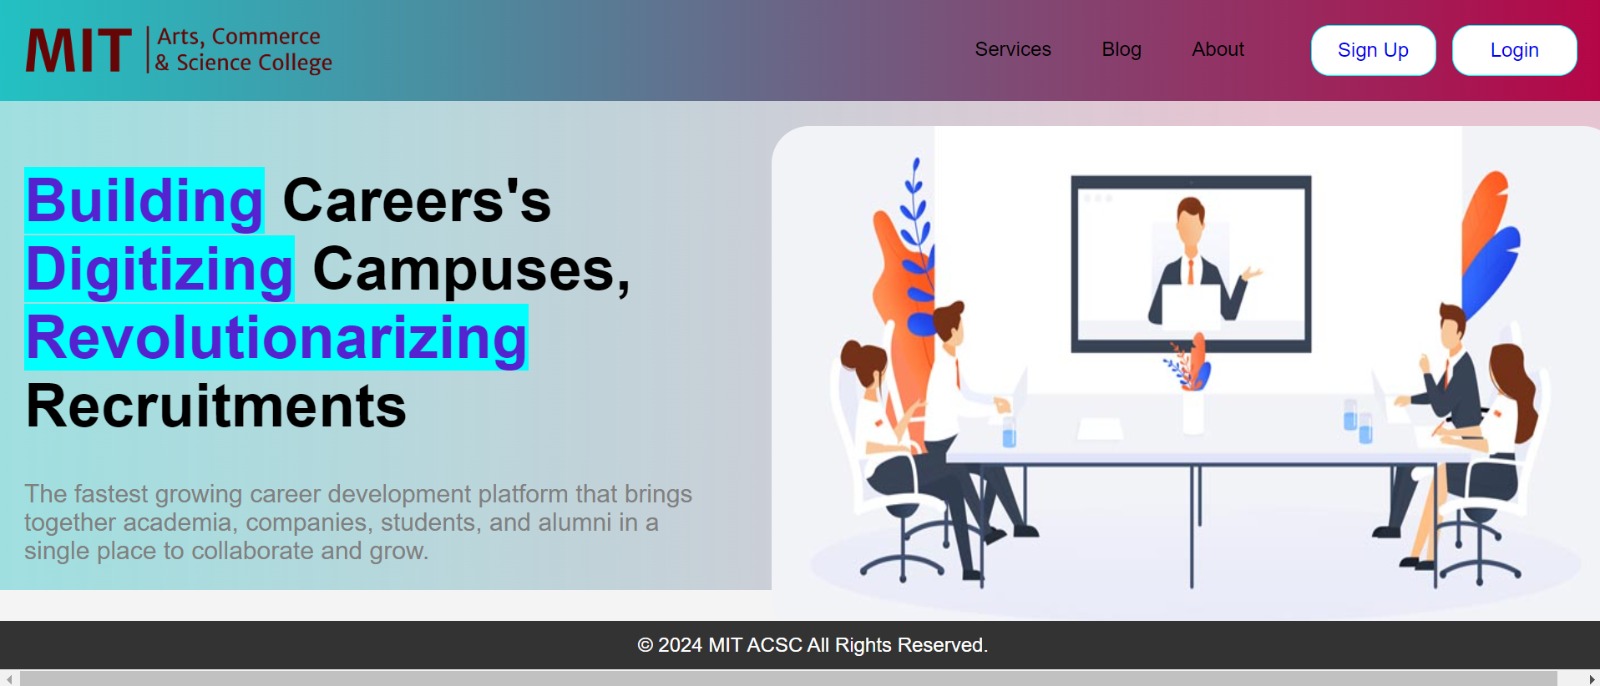 MIT Arts, Commerce
& Science College
Services Blog About Sign Up Login
Building Careers's
Digitizing Campuses,
Revolutionarizing
Recruitments
The fastest growing career development platform that brings
together academia, companies, students, and alumni in a
single place to collaborate and grow.
© 2024 MIT ACSC All Rights Reserved.